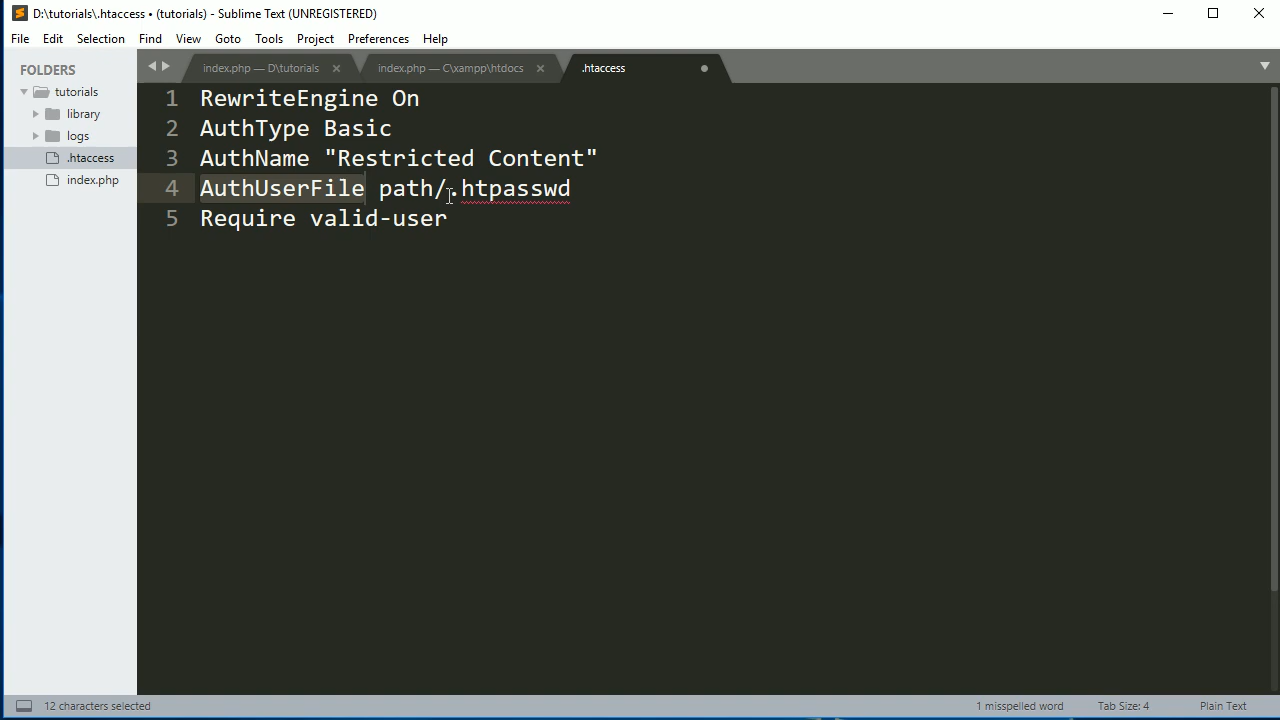 D:\tutorials\.htaccess • (tutorials) - Sublime Text (UNREGISTERED)
File Edit Selection Find View Goto Tools Project Preferences Help
FOLDERS
tutorials
library
logs
.htaccess
index.php
index.php — D\tutorials
index.php — C\xampp\htdocs
.htaccess
1 RewriteEngine On
2 AuthType Basic
3 AuthName "Restricted Content"
4 AuthUserFile path/.htpasswd
5 Require valid-user
12 characters selected
1 misspelled word
Tab Size: 4
Plain Text